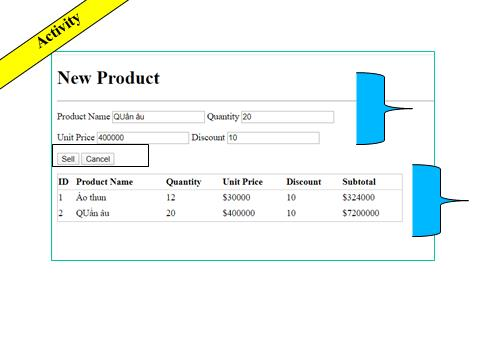 Activity
New Product
Product Name QUần âu Quantity 20
Unit Price 400000 Discount 10
Sell Cancel
ID Product Name Quantity Unit Price Discount Subtotal
1 Áo thun 12 $30000 10 $324000
2 QUần âu 20 $400000 10 $7200000